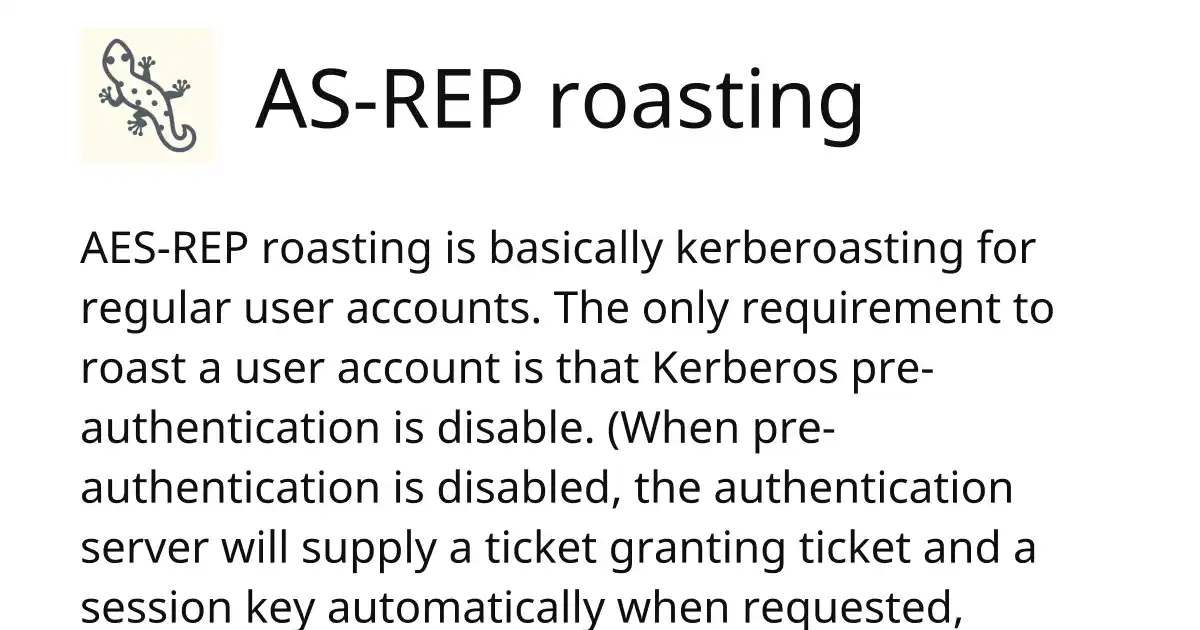 AS-REP roasting
AES-REP roasting is basically kerberoasting for
regular user accounts. The only requirement to
roast a user account is that Kerberos pre-
authentication is disable. (When pre-
authentication is disabled, the authentication
server will supply a ticket granting ticket and a
session key automatically when requested,